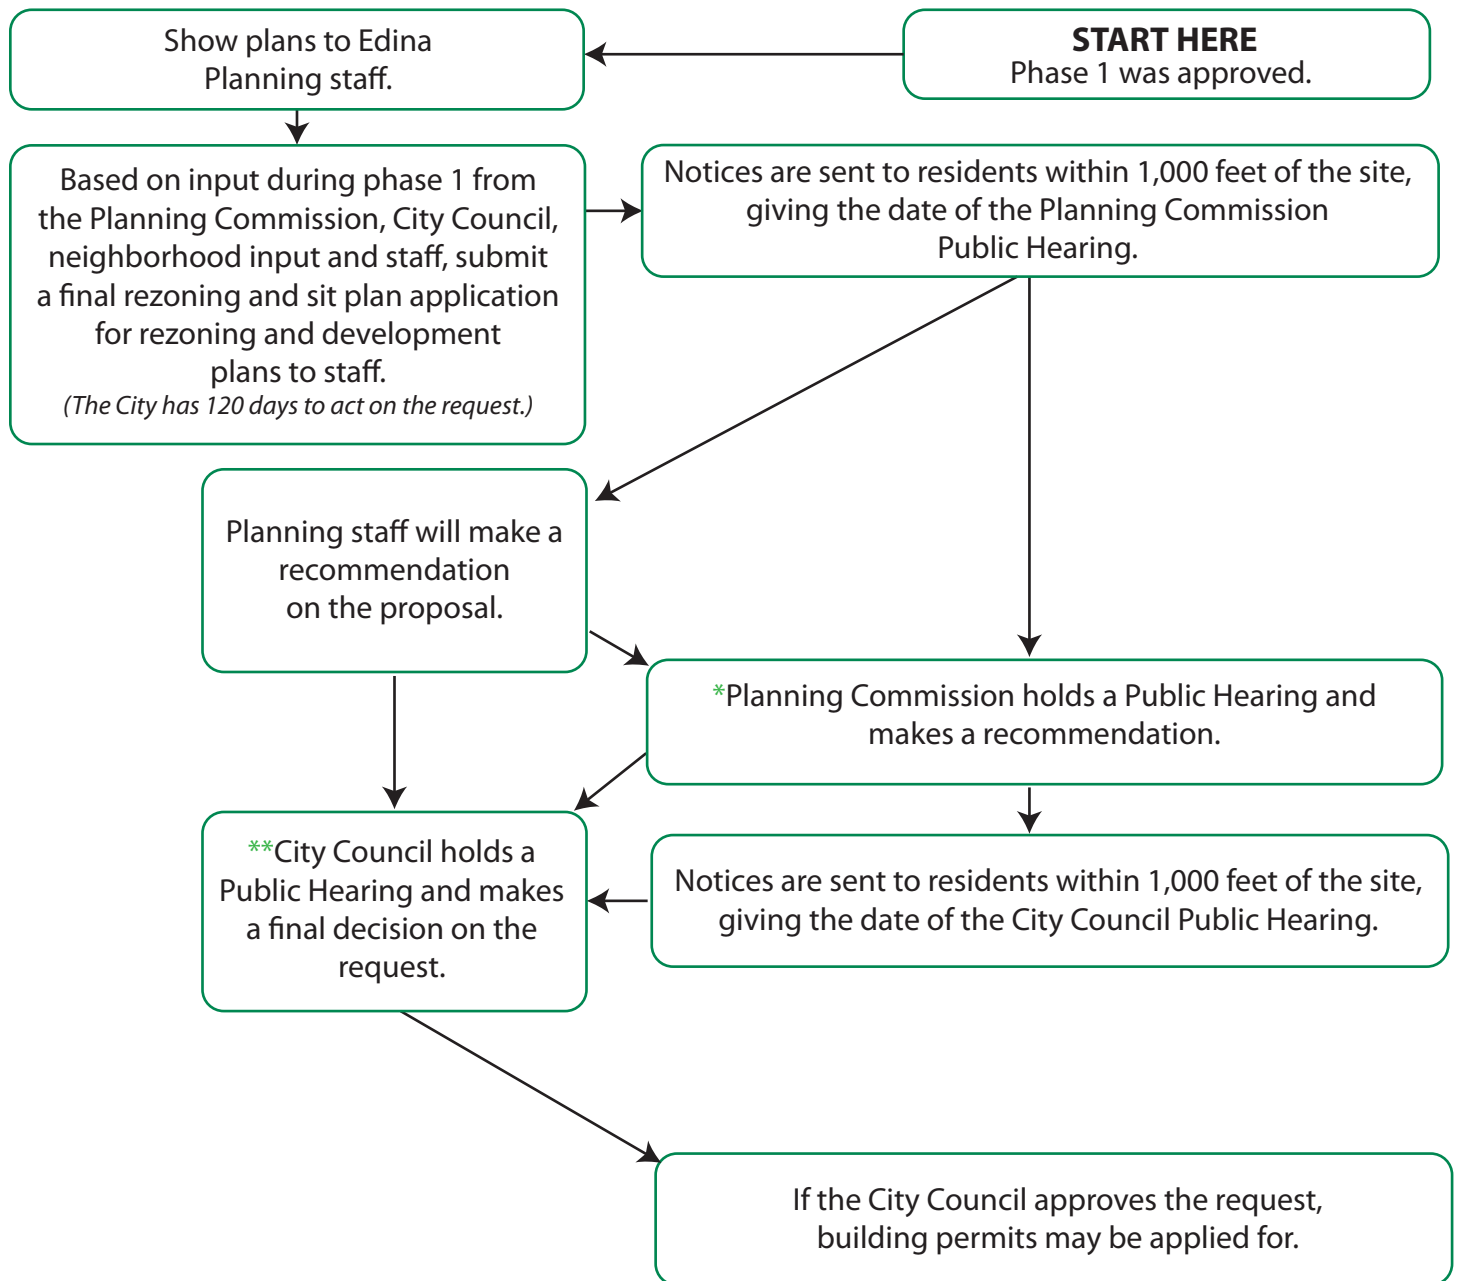 START HERE
Phase 1 was approved.
Show plans to Edina
Planning staff.
Based on input during phase 1 from
the Planning Commission, City Council,
neighborhood input and staff, submit
a final rezoning and sit plan application
for rezoning and development
plans to staff.
(The City has 120 days to act on the request.)
Notices are sent to residents within 1,000 feet of the site,
giving the date of the Planning Commission
Public Hearing.
Planning staff will make a
recommendation
on the proposal.
*Planning Commission holds a Public Hearing and
makes a recommendation.
Notices are sent to residents within 1,000 feet of the site,
giving the date of the City Council Public Hearing.
**City Council holds a
Public Hearing and makes
a final decision on the
request.
If the City Council approves the request,
building permits may be applied for.